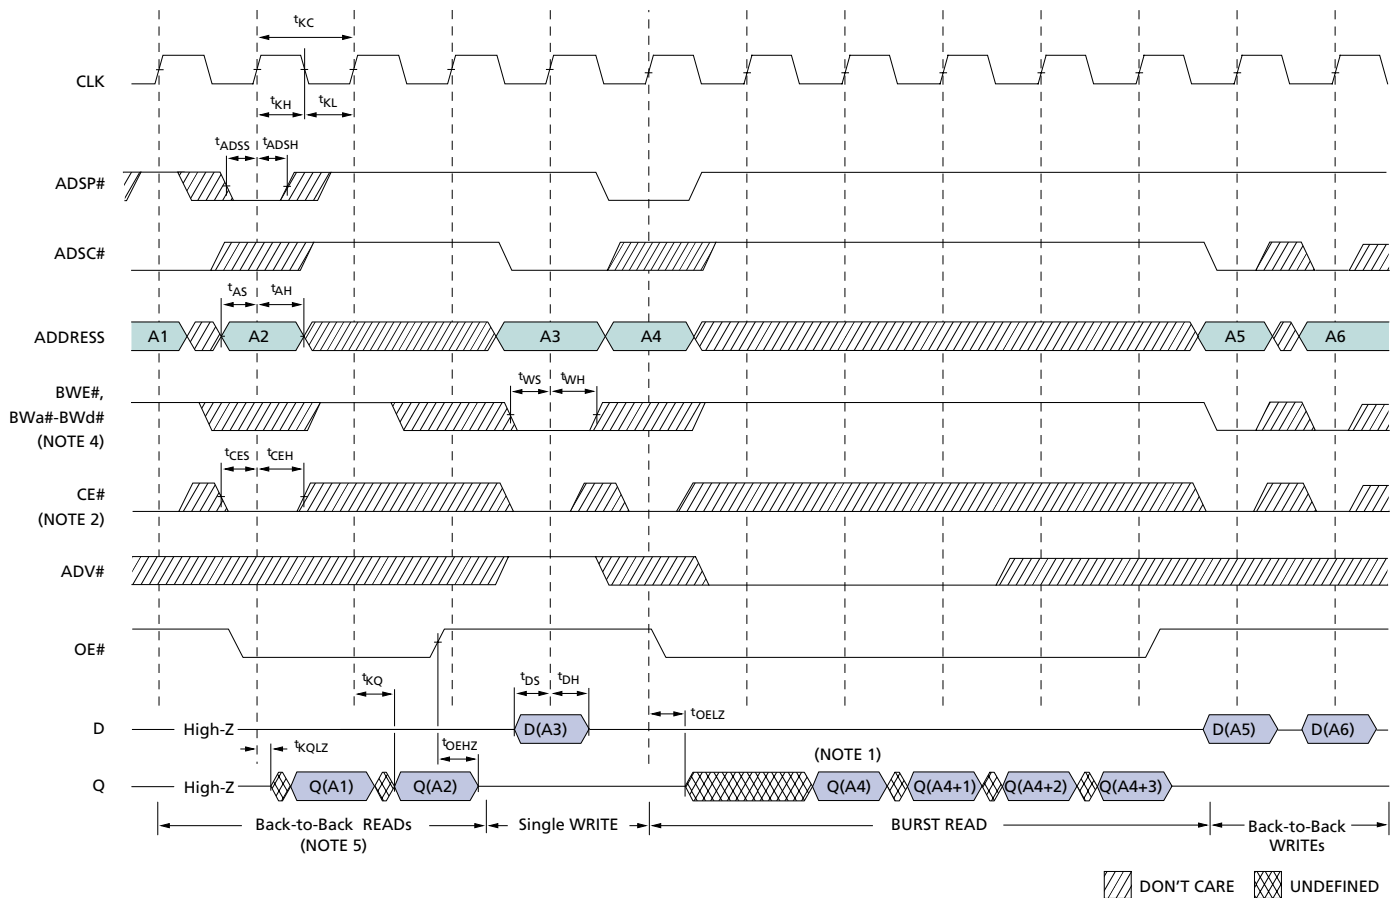 tKC
CLK
tKH tKL
tADSS tADSH
ADSP#
ADSC#
tAS tAH
ADDRESS A1 A2 A3 A4 A5 A6
BWE#,
BWa#-BWd#
(NOTE 4)
tWS tWH
tCES tCEH
CE#
(NOTE 2)
ADV#
OE#
tKQ tDS tDH
tOELZ
D High-Z D(A3) D(A5) D(A6)
tKQLZ tOEHZ
(NOTE 1)
Q High-Z Q(A1) Q(A2) Q(A4) Q(A4+1) Q(A4+2) Q(A4+3)
Back-to-Back READs
(NOTE 5)
Single WRITE
BURST READ
Back-to-Back
WRITEs
DON'T CARE UNDEFINED